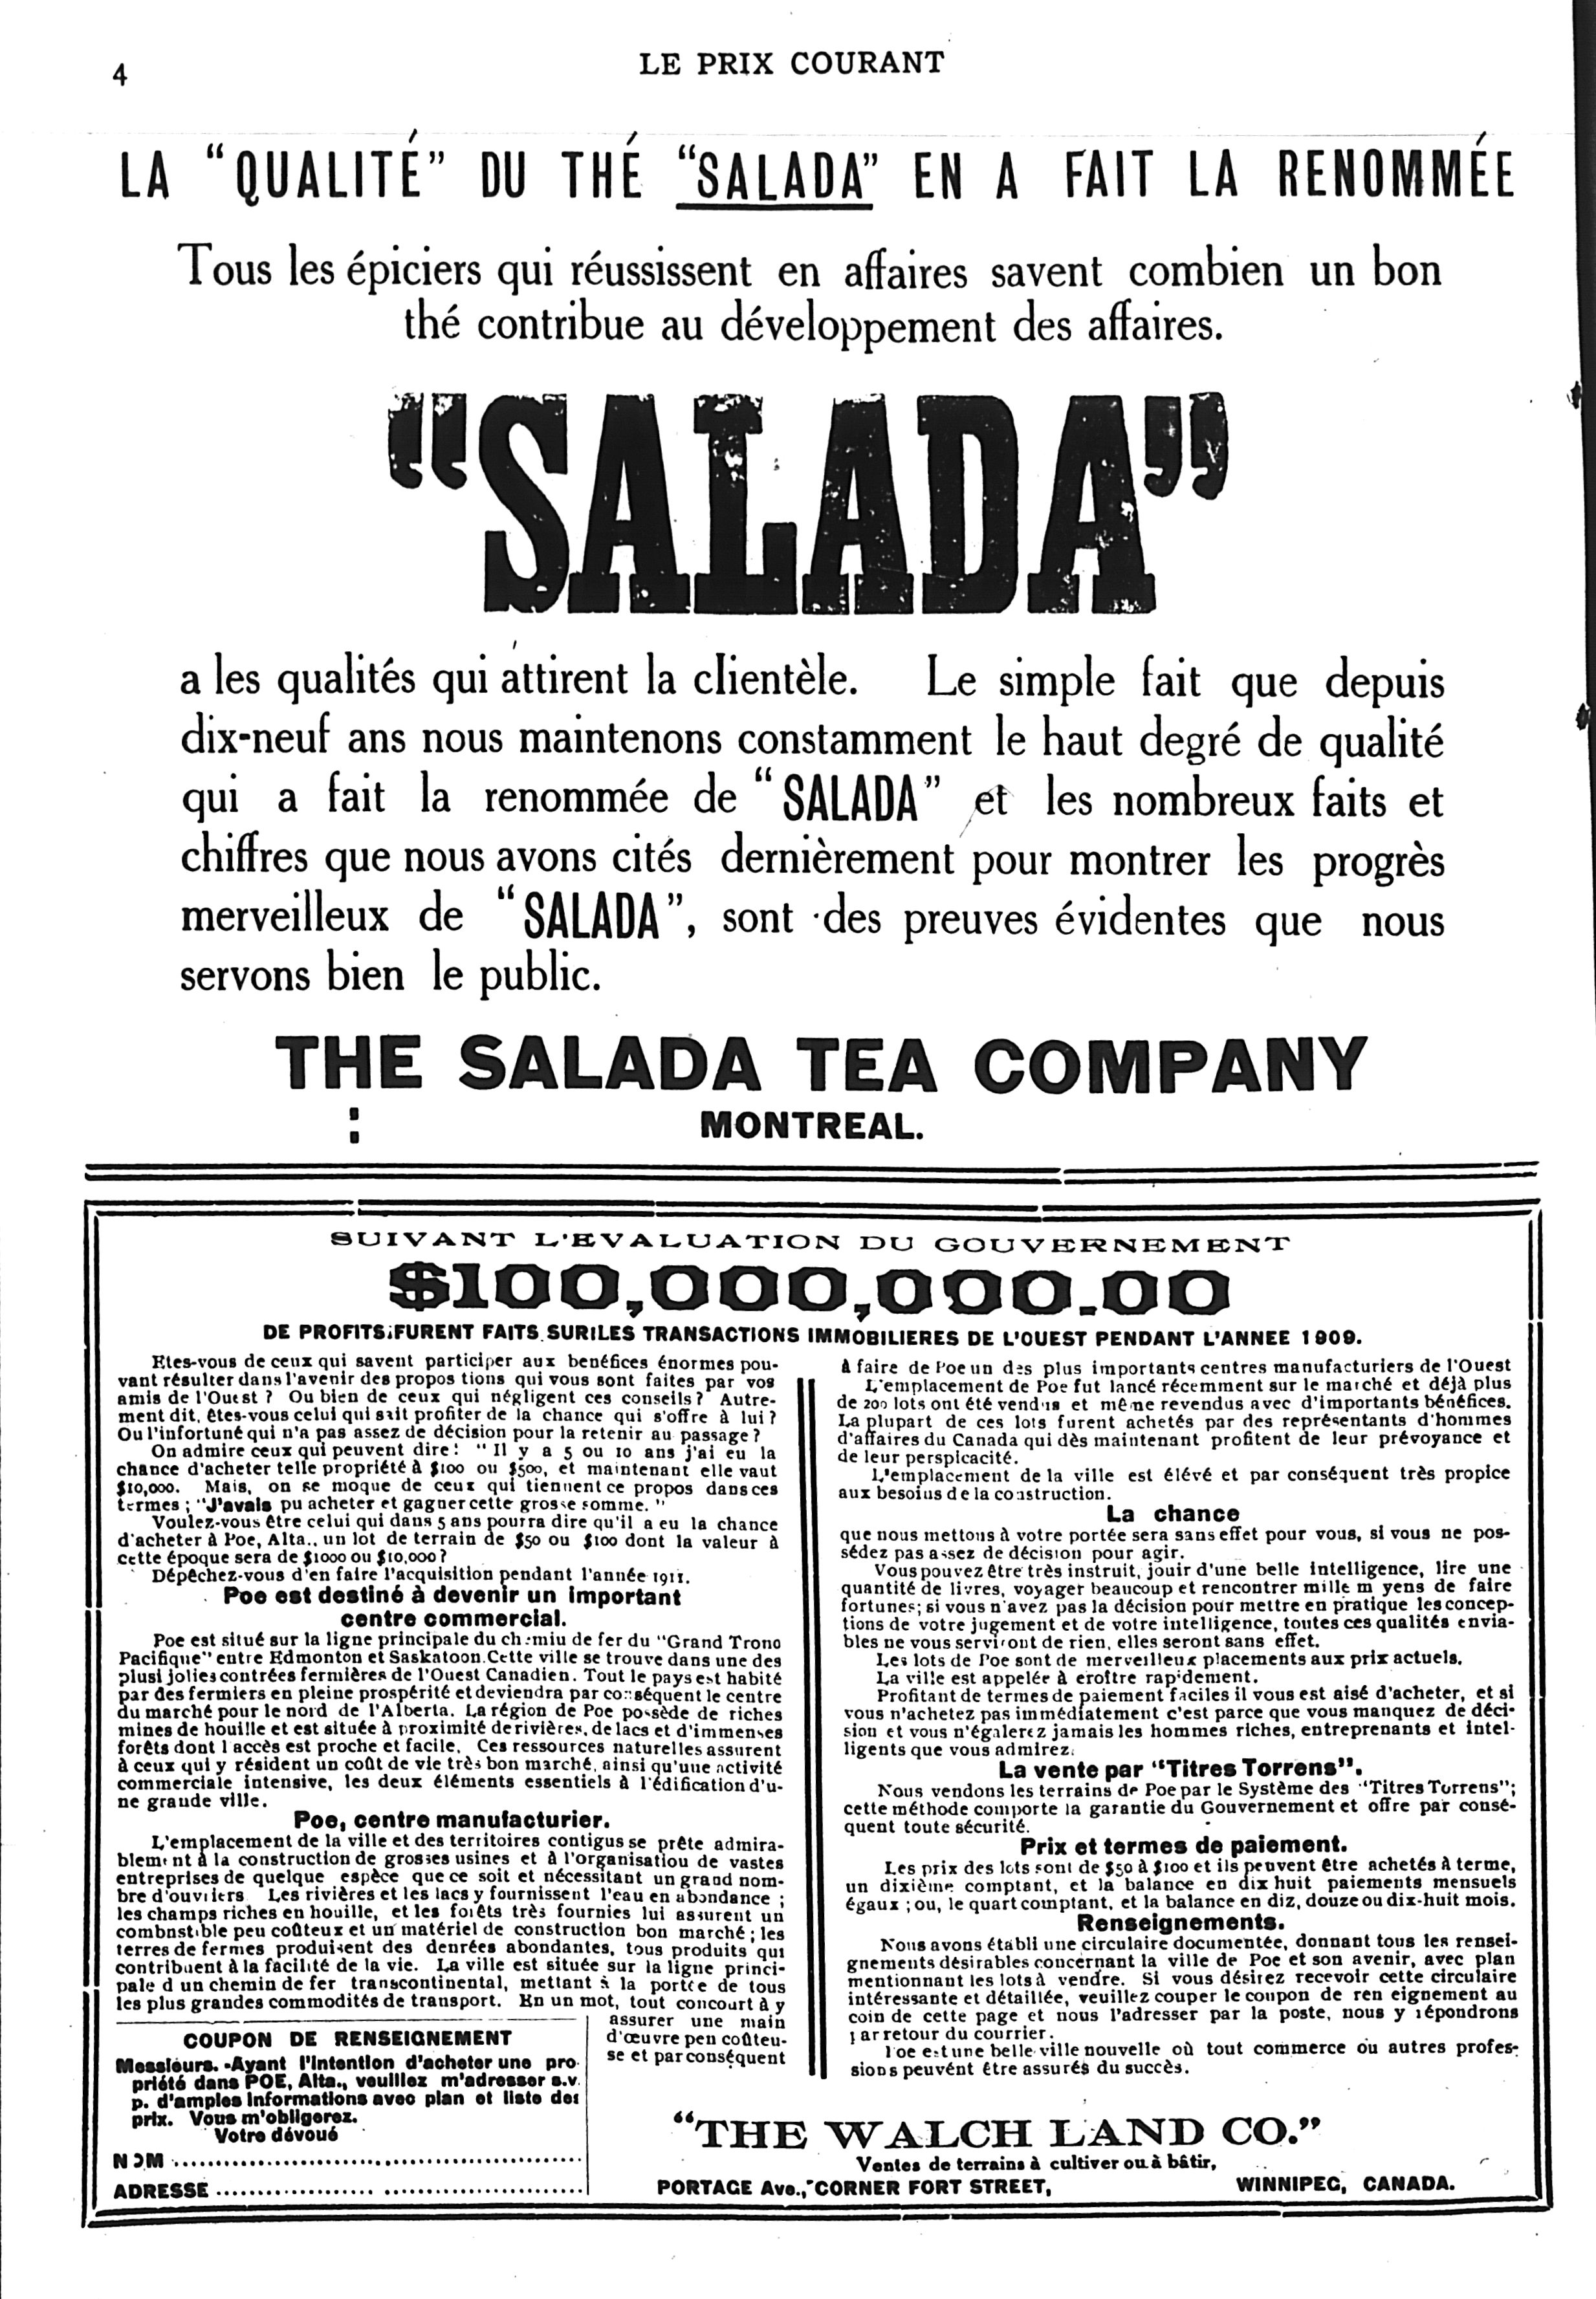 4
LE PRIX COURANT
LA “QUALITÉ” DU THÉ “SALADA” EN A FAIT LA RENOMMÉE
Tous les épiciers qui réussissent en affaires savent combien un bon
thé contribue au développement des affaires.
“SALADA”
a les qualités qui attirent la clientèle. Le simple fait que depuis
dix-neuf ans nous maintenons constamment le haut degré de qualité
qui a fait la renommée de “SALADA” et les nombreux faits et
chiffres que nous avons cités dernièrement pour montrer les progrès
merveilleux de “SALADA”, sont des preuves évidentes que nous
servons bien le public.
THE SALADA TEA COMPANY
MONTREAL.
SUIVANT L'EVALUATION DU GOUVERNEMENT
$100,000,000.00
DE PROFITS FURENT FAITS SUR LES TRANSACTIONS IMMOBILIERES DE L'OUEST PENDANT L'ANNEE 1909.
Etes-vous de ceux qui savent participer aux benéfices énormes pou-
vant résulter dans l'avenir des propos tions qui vous sont faites par vos
amis de l'Ouest ? Ou bien de ceux qui négligent ces conseils ? Autre-
ment dit, êtes-vous celui qui sait profiter de la chance qui s'offre à lui ?
Ou l'infortuné qui n'a pas assez de décision pour la retenir au passage ?
On admire ceux qui peuvent dire : “ Il y a 5 ou 10 ans j'ai eu la
chance d'acheter telle propriété à $100 ou $500, et maintenant elle vaut
$10,000. Mais, on se moque de ceux qui tiennent ce propos dans ces
termes ; “J'avais pu acheter et gagner cette grosse somme. ”
Voulez-vous être celui qui dans 5 ans pourra dire qu'il a eu la chance
d'acheter à Poe, Alta., un lot de terrain de $50 ou $100 dont la valeur à
cette époque sera de $1000 ou $10,000 ?
Dépêchez-vous d'en faire l'acquisition pendant l'année 1911.
Poe est destiné à devenir un important
centre commercial.
Poe est situé sur la ligne principale du chemin de fer du “Grand Tronc
Pacifique” entre Edmonton et Saskatoon. Cette ville se trouve dans une des
plusi jolies contrées fermières de l'Ouest Canadien. Tout le pays est habité
par des fermiers en pleine prospérité et deviendra par conséquent le centre
du marché pour le nord de l'Alberta. La région de Poe possède de riches
mines de houille et est située à proximité de rivières, de lacs et d'immenses
forêts dont l'accès est proche et facile. Ces ressources naturelles assurent
à ceux qui y résident un coût de vie très bon marché, ainsi qu'une activité
commerciale intensive, les deux éléments essentiels à l'édification d'u-
ne grande ville.
Poe, centre manufacturier.
L'emplacement de la ville et des territoires contigus se prête admira-
blement à la construction de grosses usines et à l'organisatiou de vastes
entreprises de quelque espèce que ce soit et nécessitant un grand nom-
bre d'ouvriers. Les rivières et les lacs y fournissent l'eau en abondance ;
les champs riches en houille, et les forêts très fournies lui assurent un
combustible peu coûteux et un matériel de construction bon marché ; les
terres de fermes produisent des denrées abondantes, tous produits qui
contribuent à la facilité de la vie. La ville est située sur la ligne princi-
pale d un chemin de fer transcontinental, mettant à la portée de tous
les plus grandes commodités de transport. En un mot, tout concourt à y
assurer une main
d'œuvre peu coûteu-
se et par conséquent
COUPON DE RENSEIGNEMENT
Messieurs. -Ayant l'intention d'acheter une pro-
priété dans POE, Alta., veuillez m'adresser s.v.
p. d'amples informations avec plan et liste des
prix. Vous m'obligerez.
Votre dévoué
NOM
ADRESSE
à faire de Poe un des plus importants centres manufacturiers de l'Ouest
L'emplacement de Poe fut lancé récemment sur le marché et déjà plus
de 200 lots ont été vendus et même revendus avec d'importants bénéfices.
La plupart de ces lots furent achetés par des représentants d'hommes
d'affaires du Canada qui dès maintenant profitent de leur prévoyance et
de leur perspicacité.
L'emplacement de la ville est élévé et par conséquent très propice
aux besoins de la construction.
La chance
que nous mettons à votre portée sera sans effet pour vous, si vous ne pos-
sédez pas assez de décision pour agir.
Vous pouvez être très instruit, jouir d'une belle intelligence, lire une
quantité de livres, voyager beaucoup et rencontrer mille m yens de faire
fortunes; si vous n'avez pas la décision pour mettre en pratique les concep-
tions de votre jugement et de votre intelligence, toutes ces qualités envia-
bles ne vous serviront de rien, elles seront sans effet.
Les lots de Poe sont de merveilleux placements aux prix actuels.
La ville est appelér à eroître rapidement.
Profitant de termes de paiement faciles il vous est aisé d'acheter, et si
vous n'achetez pas immédiatement c'est parce que vous manquez de déci-
sion et vous n'égalerez jamais les hommes riches, entreprenants et intel-
ligents que vous admirez.
La vente par “Titres Torrens”.
Nous vendons les terrains de Poe par le Système des “Titres Torrens”;
cette méthode comporte la garantie du Gouvernement et offre par consé-
quent toute sécurité.
Prix et termes de paiement.
Les prix des lots sont de $50 à $100 et ils peuvent être achetés à terme,
un dixième comptant, et la balance en dix huit paiements mensuels
égaux ; ou, le quart comptant, et la balance en diz, douze ou dix-huit mois.
Renseignements.
Nous avons établi une circulaire documentée, donnant tous les rensei-
gnements désirables concernant la ville de Poe et son avenir, avec plan
mentionnant les lots à vendre. Si vous désirez recevoir cette circulaire
intéressante et détaillée, veuillez couper le coupon de ren eignement au
coin de cette page et nous l'adresser par la poste, nous y répondrons
par retour du courrier.
Poe est une belle ville nouvelle où tout commerce ou autres profes-
sions peuvént être assurés du succès.
“THE WALCH LAND CO.”
Ventes de terrains à cultiver ou à bâtir,
PORTAGE Ave., CORNER FORT STREET, WINNIPEG, CANADA.